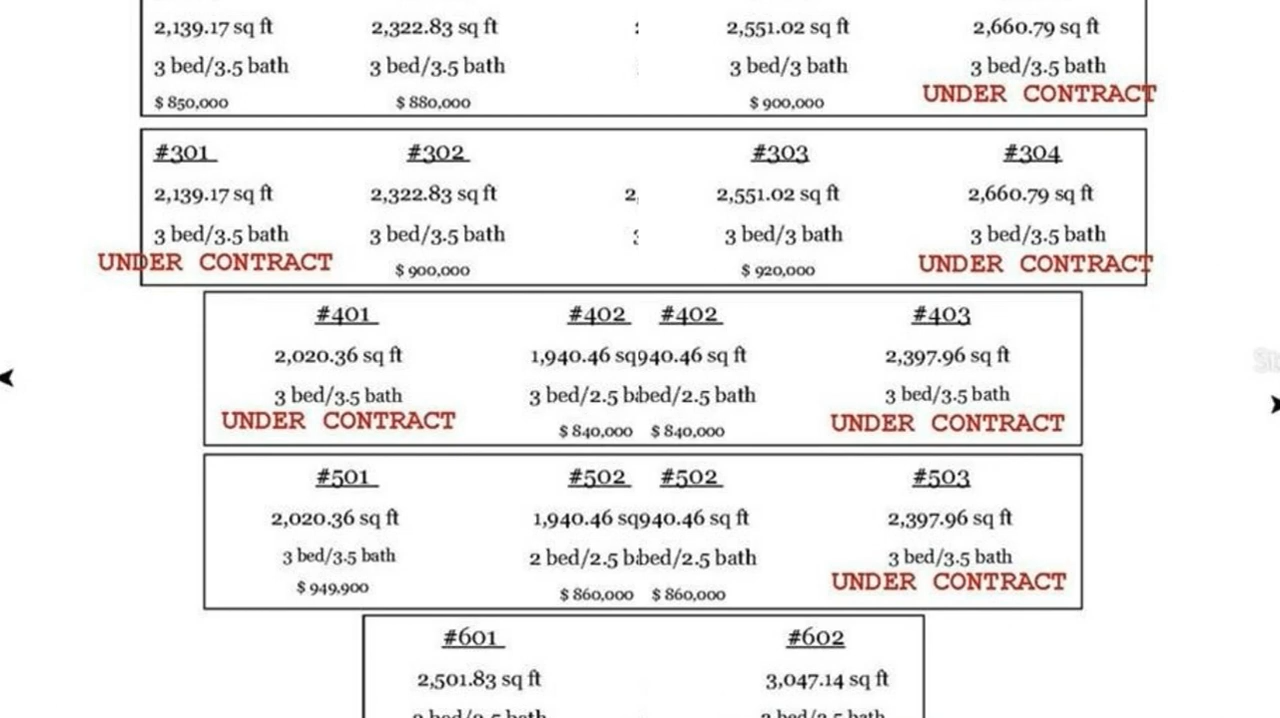 2,139.17 sq ft 2,322.83 sq ft : 2,551.02 sq ft 2,660.79 sq ft
3 bed/3.5 bath 3 bed/3.5 bath 3 bed/3 bath 3 bed/3.5 bath
$ 850,000 $ 880,000 $ 900,000 UNDER CONTRACT
#301 #302 #303 #304
2,139.17 sq ft 2,322.83 sq ft 2, 2,551.02 sq ft 2,660.79 sq ft
3 bed/3.5 bath 3 bed/3.5 bath 3 bed/3 bath 3 bed/3.5 bath
UNDER CONTRACT $ 900,000 $ 920,000 UNDER CONTRACT
#401 #402 #402 #403
2,020.36 sq ft 1,940.46 sq940.46 sq ft 2,397.96 sq ft
3 bed/3.5 bath 3 bed/2.5 bbed/2.5 bath 3 bed/3.5 bath
UNDER CONTRACT $ 840,000 $ 840,000 UNDER CONTRACT
#501 #502 #502 #503
2,020.36 sq ft 1,940.46 sq940.46 sq ft 2,397.96 sq ft
3 bed/3.5 bath 2 bed/2.5 bbed/2.5 bath 3 bed/3.5 bath
$ 949,900 $ 860,000 $ 860,000 UNDER CONTRACT
#601 #602
2,501.83 sq ft 3,047.14 sq ft